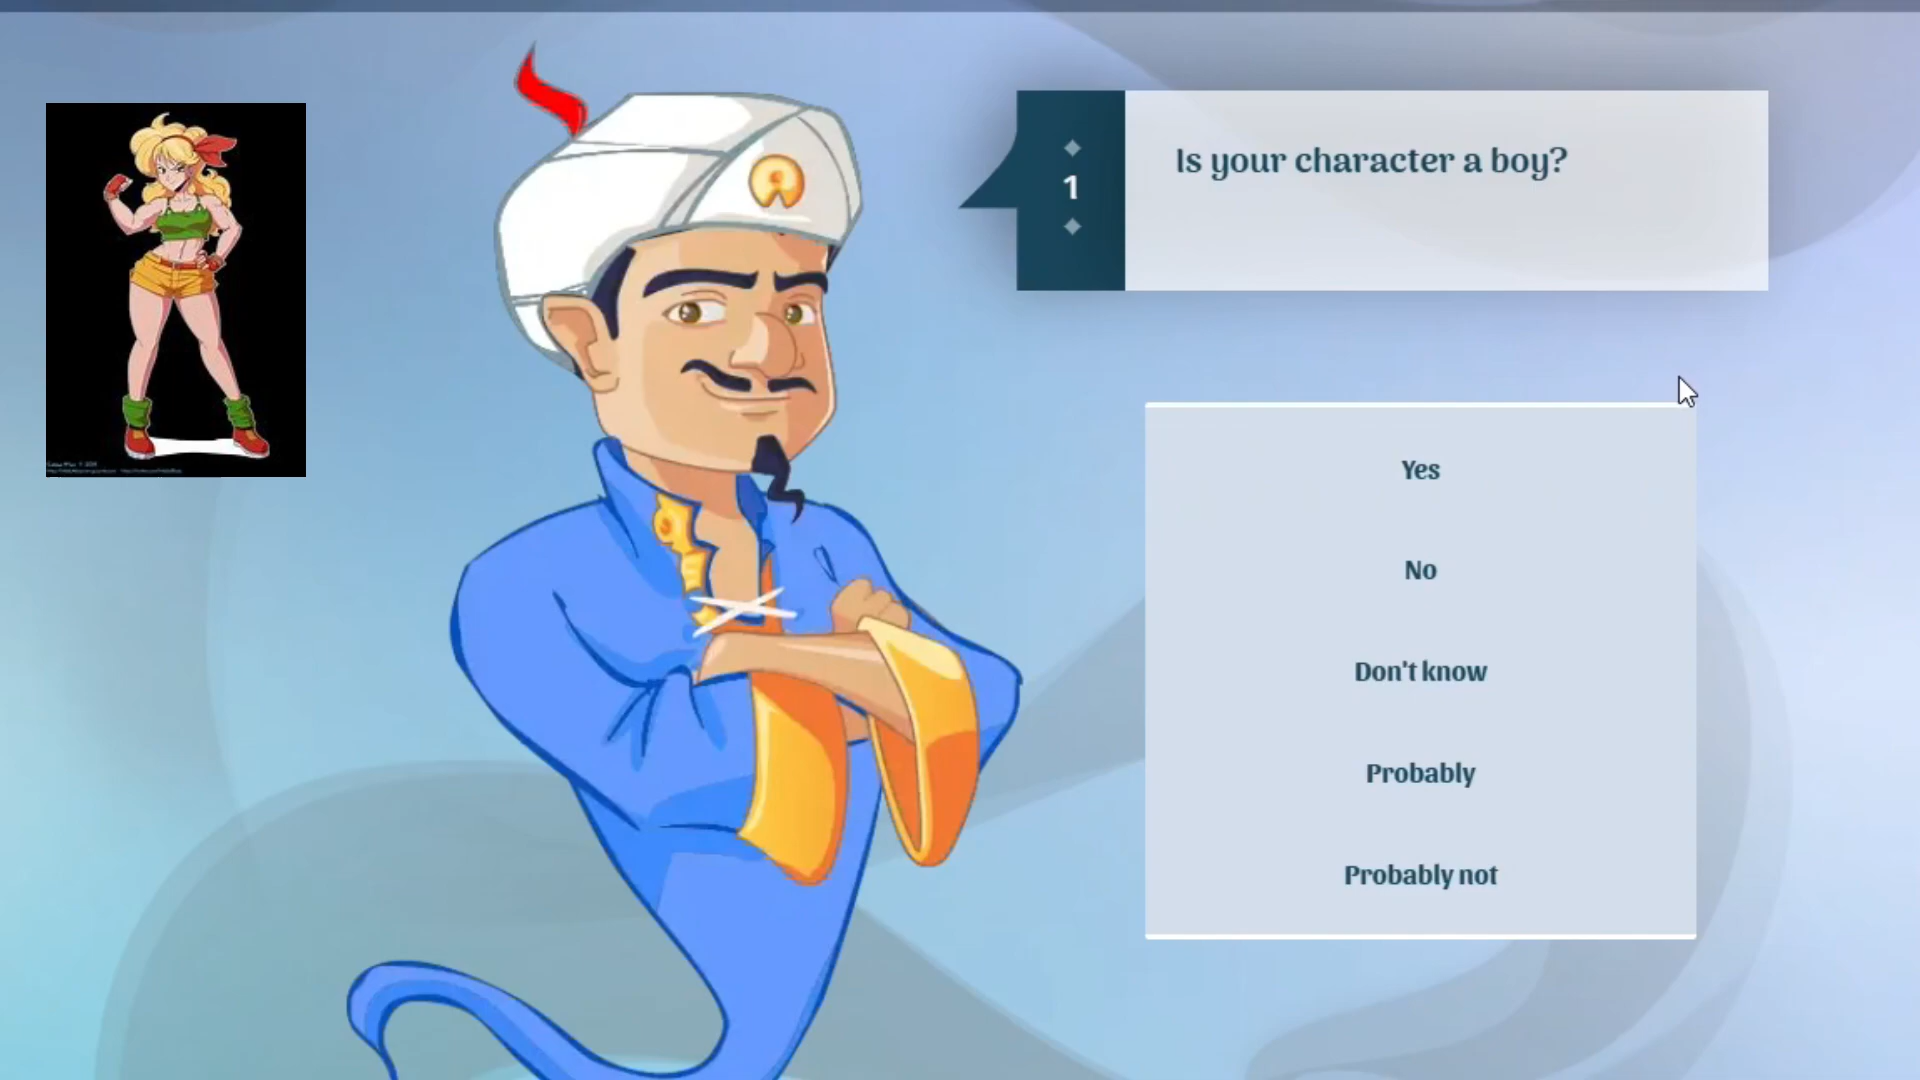 1
Is your character a boy?
Yes
No
Don't know
Probably
Probably not